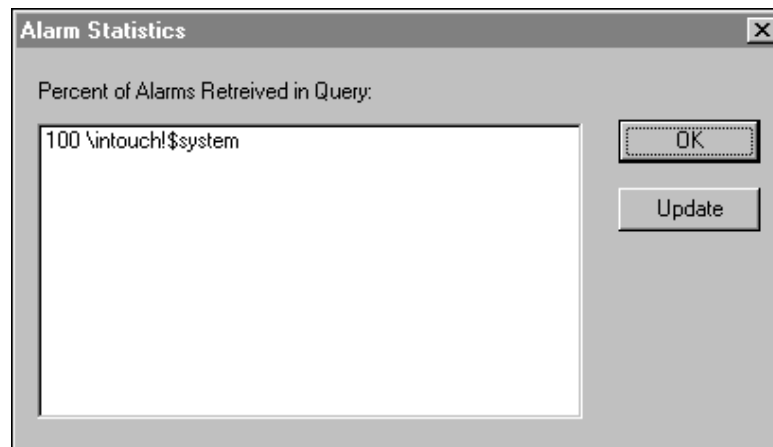 Alarm Statistics
Percent of Alarms Retreived in Query:
100 \intouch!$system
OK
Update